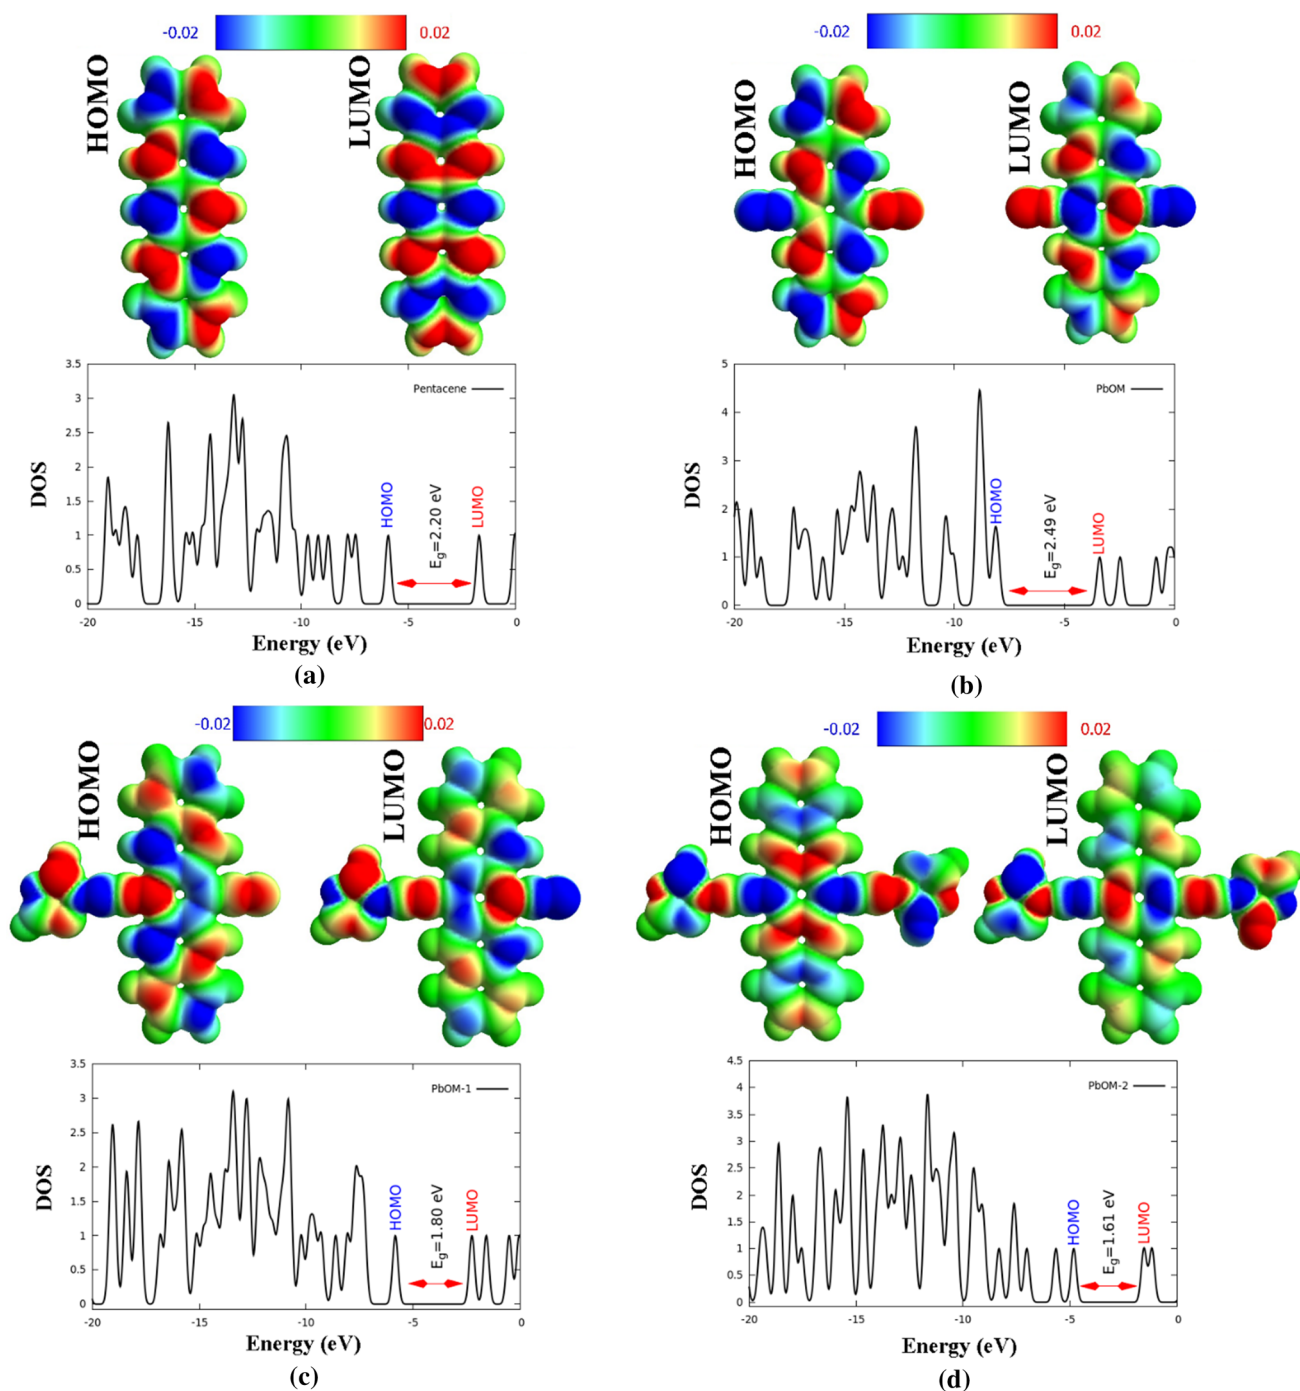 -0.02 0.02
HOMO
LUMO
3.5
3
2.5
2
1.5
1
0.5
0
DOS
Pentacene
HOMO
E_g=2.20 eV
LUMO
-20 -15 -10 -5 0
Energy (eV)
(a)
-0.02 0.02
HOMO
LUMO
5
4
3
2
1
0
DOS
PbOM
HOMO
E_g=2.49 eV
LUMO
-20 -15 -10 -5 0
Energy (eV)
(b)
-0.02 0.02
HOMO
LUMO
3.5
3
2.5
2
1.5
1
0.5
0
DOS
PbOM-1
HOMO
E_g=1.80 eV
LUMO
-20 -15 -10 -5 0
Energy (eV)
(c)
-0.02 0.02
HOMO
LUMO
4.5
4
3.5
3
2.5
2
1.5
1
0.5
0
DOS
PbOM-2
HOMO
E_g=1.61 eV
LUMO
-20 -15 -10 -5 0
Energy (eV)
(d)